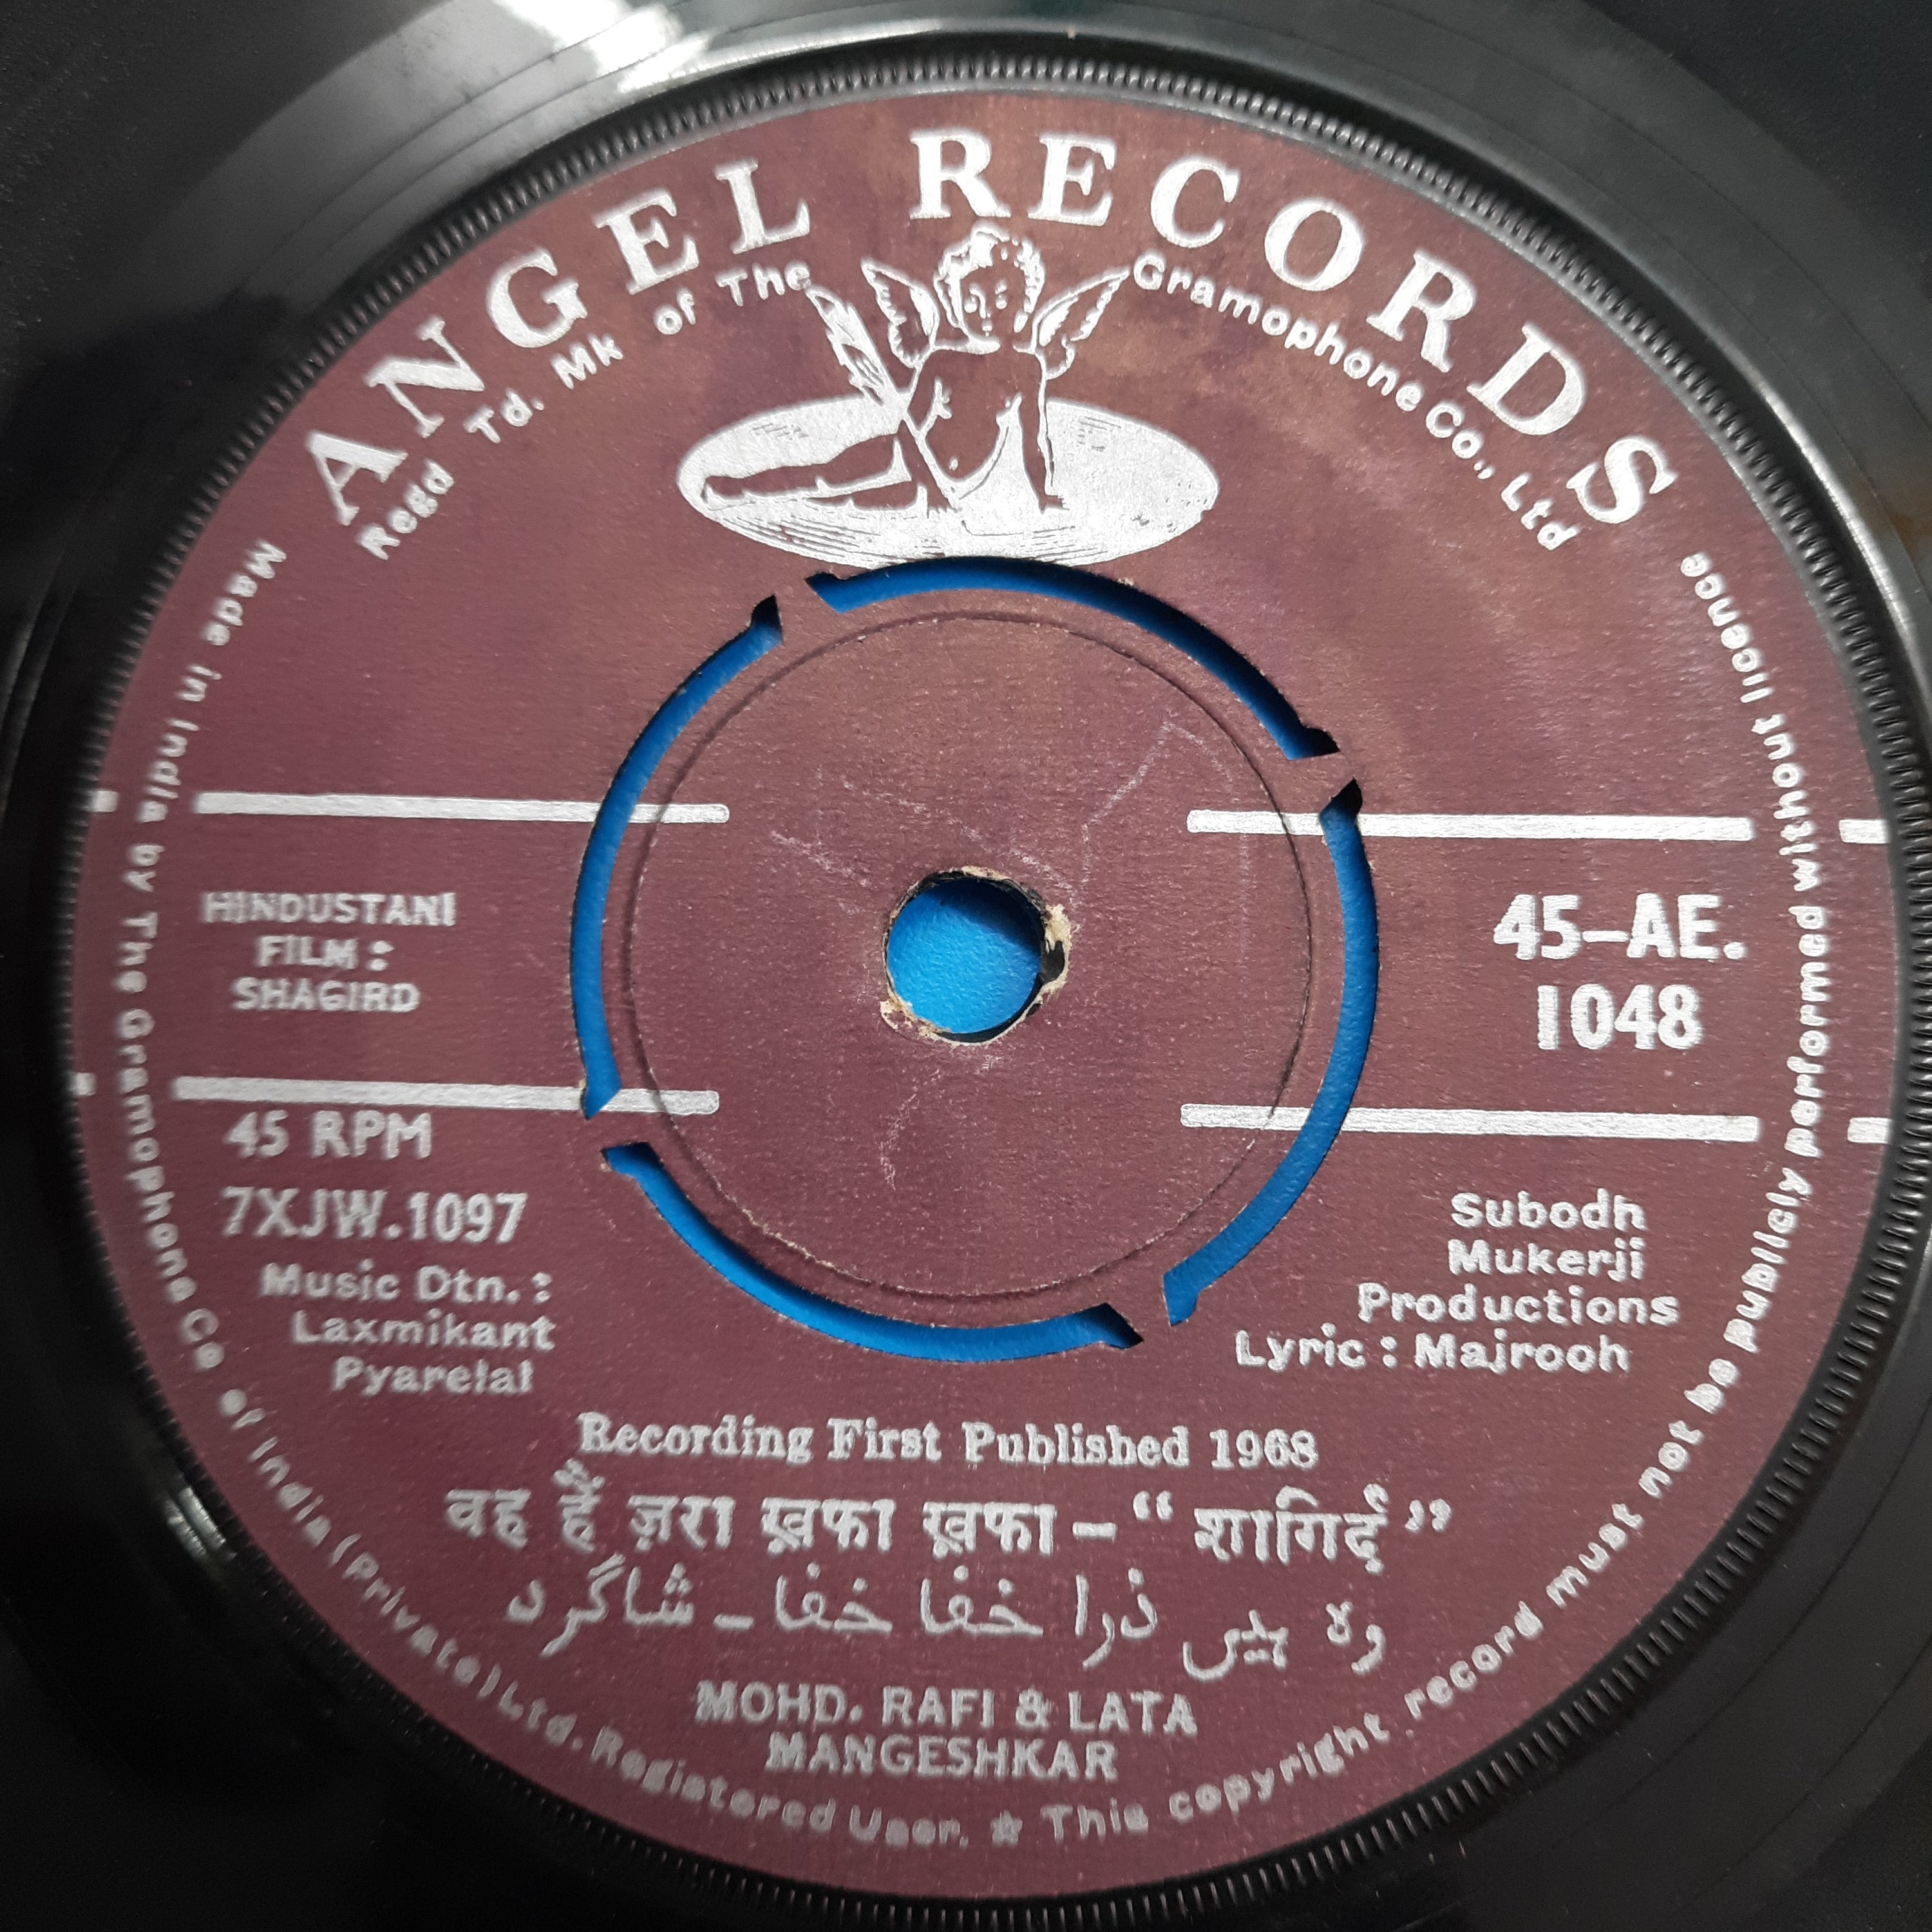 ANGEL RECORDS
Regd Td. Mk of The Gramophone Co., Ltd
HINDUSTANI
FILM :
SHAGIRD
45-AE.
1048
45 RPM
7XJW.1097
Music Dtn. :
Laxmikant
Pyarelal
Subodh
Mukerji
Productions
Lyric : Majrooh
Recording First Published 1968
वह हैं ज़रा ख़फा ख़फा - “ शागिर्द ”
وہ ہیں ذرا خفا خفا - شاگرد
MOHD. RAFI & LATA
MANGESHKAR
Made in India by The Gramophone Co of India (Private) Ltd. Registered User. ☆ This copyright record must not be publicly performed without licence